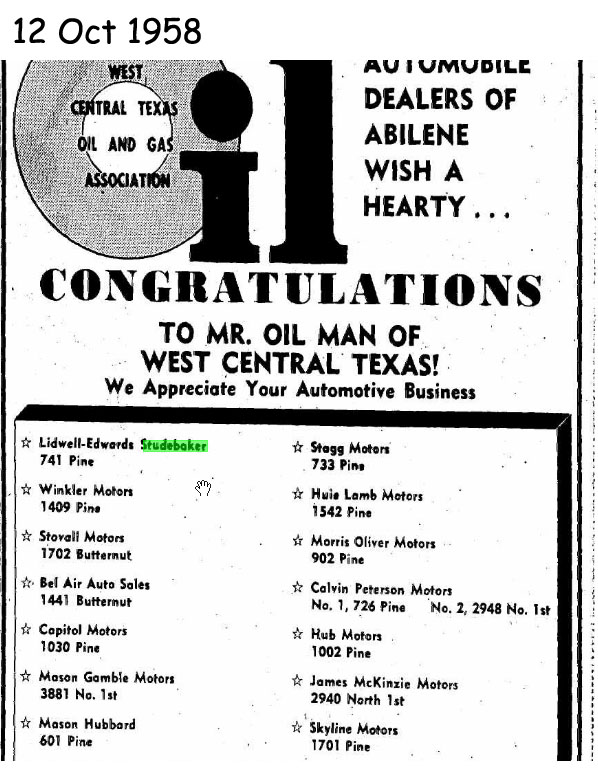 12 Oct 1958
WEST
CENTRAL TEXAS
OIL AND GAS
ASSOCIATION
Oil
AUTOMOBILE
DEALERS OF
ABILENE
WISH A
HEARTY...
CONGRATULATIONS
TO MR. OIL MAN OF
WEST CENTRAL TEXAS!
We Appreciate Your Automotive Business
☆ Lidwell-Edwards Studebaker
741 Pine
☆ Winkler Motors
1409 Pine
☆ Stovall Motors
1702 Butternut
☆ Bel Air Auto Sales
1441 Butternut
☆ Capitol Motors
1030 Pine
☆ Mason Gamble Motors
3881 No. 1st
☆ Mason Hubbard
601 Pine
☆ Stagg Motors
733 Pine
☆ Huie Lamb Motors
1542 Pine
☆ Morris Oliver Motors
902 Pine
☆ Calvin Peterson Motors
No. 1, 726 Pine No. 2, 2948 No. 1st
☆ Hub Motors
1002 Pine
☆ James McKinzie Motors
2940 North 1st
☆ Skyline Motors
1701 Pine